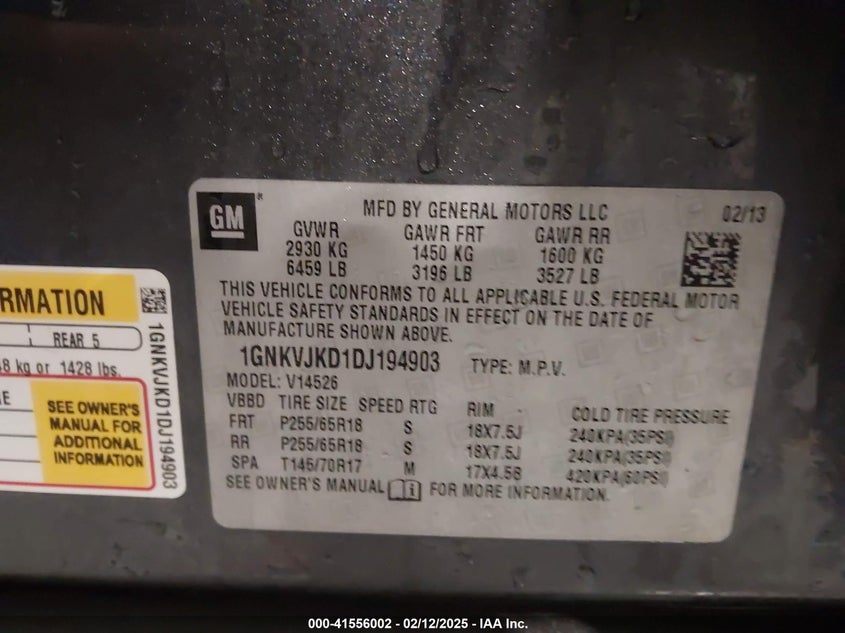 GM
MFD BY GENERAL MOTORS LLC 02/13
GVWR GAWR FRT GAWR RR
2930 KG 1450 KG 1600 KG
6459 LB 3196 LB 3527 LB
THIS VEHICLE CONFORMS TO ALL APPLICABLE U.S. FEDERAL MOTOR
VEHICLE SAFETY STANDARDS IN EFFECT ON THE DATE OF
MANUFACTURE SHOWN ABOVE.
1GNKVJKD1DJ194903 TYPE: M.P.V.
MODEL: V14526
VBBD TIRE SIZE SPEED RTG RIM COLD TIRE PRESSURE
FRT P255/65R18 S 18X7.5J 240KPA(35PSI)
RR P255/65R18 S 18X7.5J 240KPA(35PSI)
SPA T145/70R17 M 17X4.5B 420KPA(60PSI)
SEE OWNER'S MANUAL FOR MORE INFORMATION.
RMATION
REAR 5
8 kg or 1428 lbs.
E
SEE OWNER'S
MANUAL FOR
ADDITIONAL
INFORMATION
1GNKVJKD1DJ194903
000-41556002 - 02/12/2025 - IAA Inc.